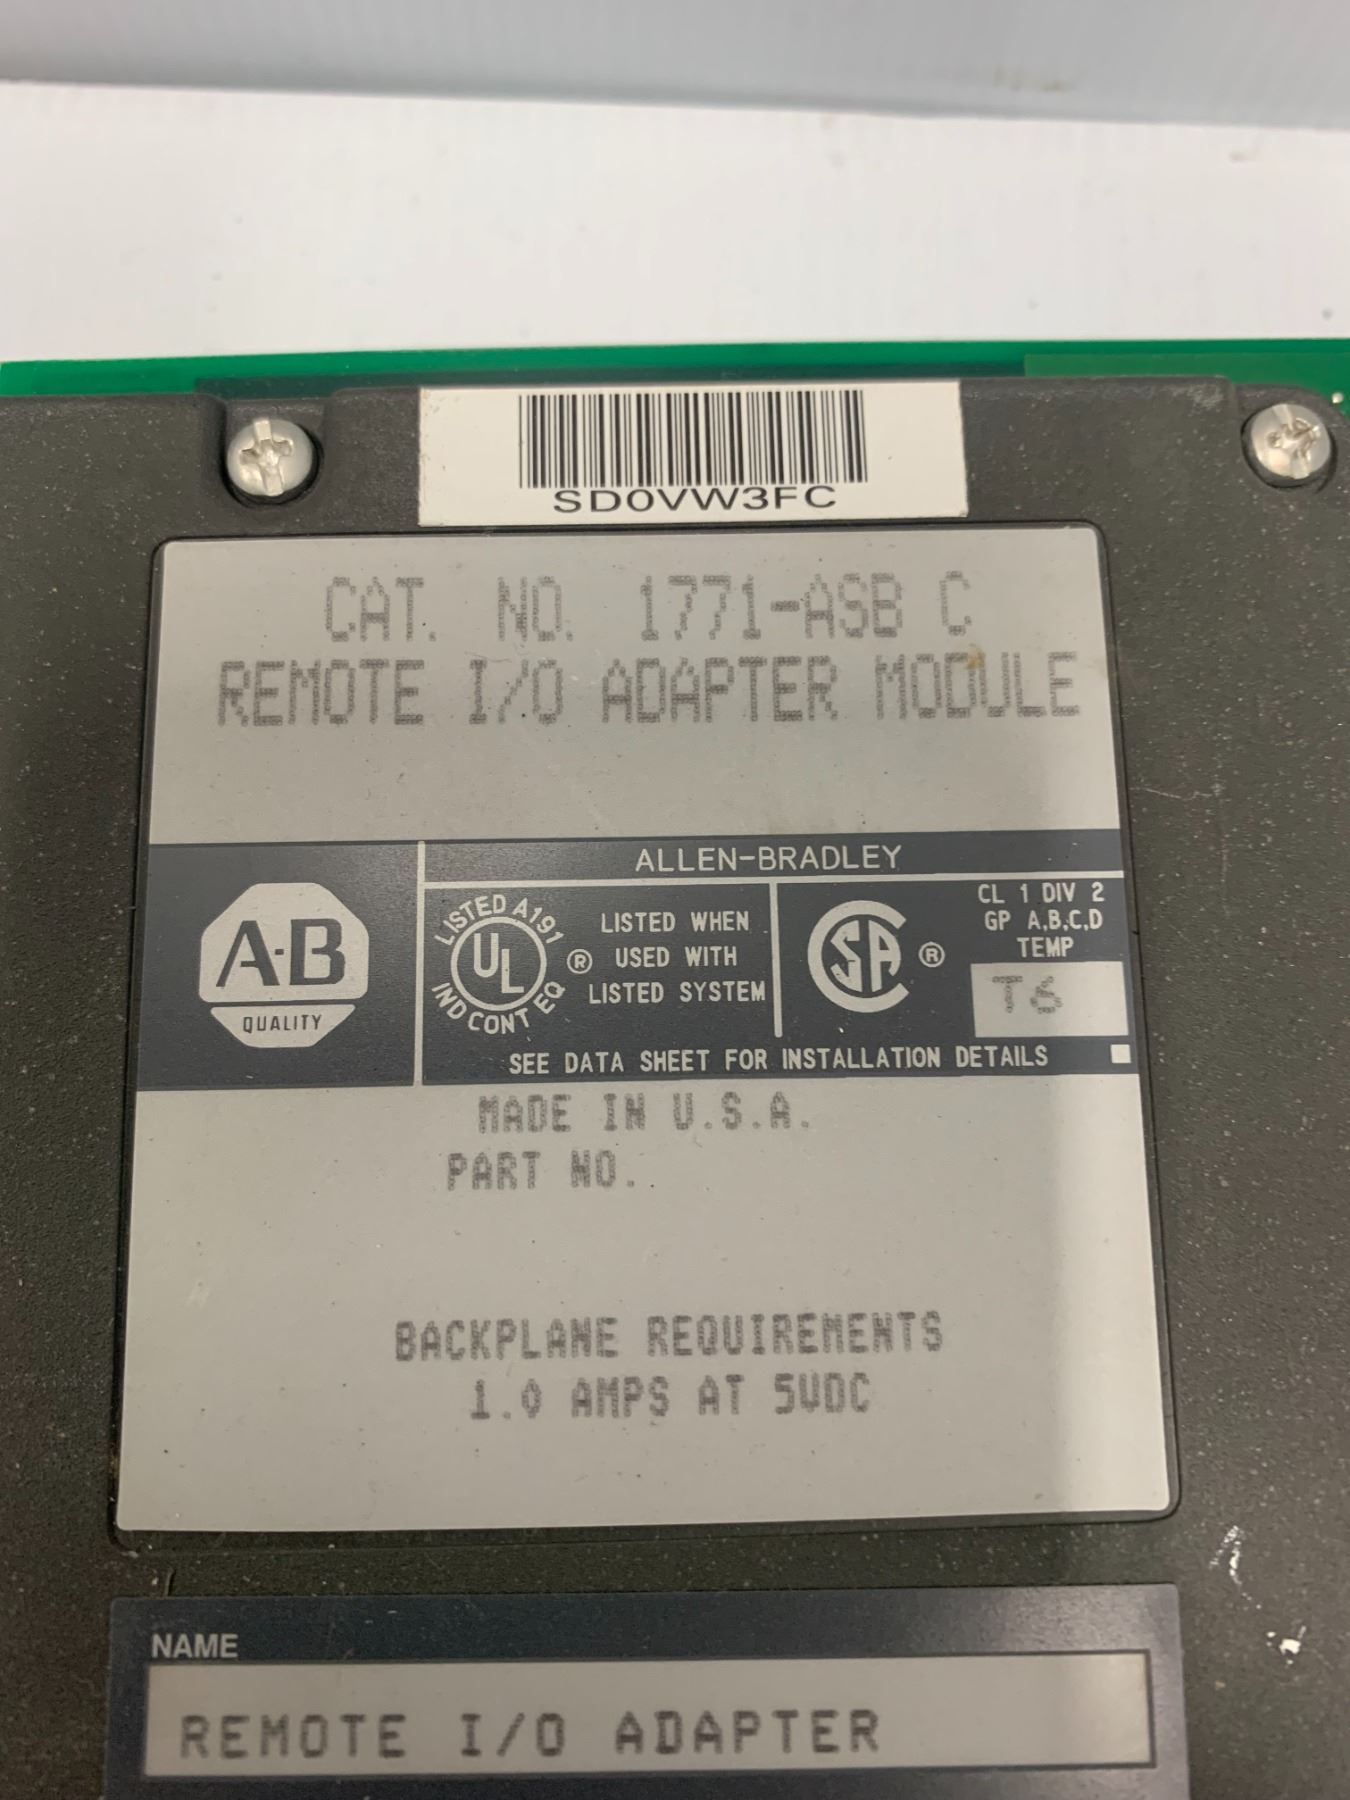 SD0VW3FC
CAT. NO. 1771-ASB C
REMOTE I/O ADAPTER MODULE
ALLEN-BRADLEY
A-B
QUALITY
LISTED A191
UL
IND CONT EQ
®
LISTED WHEN
USED WITH
LISTED SYSTEM
CSA
®
CL 1 DIV 2
GP A,B,C,D
TEMP
T6
SEE DATA SHEET FOR INSTALLATION DETAILS
MADE IN U.S.A.
PART NO.
BACKPLANE REQUIREMENTS
1.0 AMPS AT 5VDC
NAME
REMOTE I/O ADAPTER